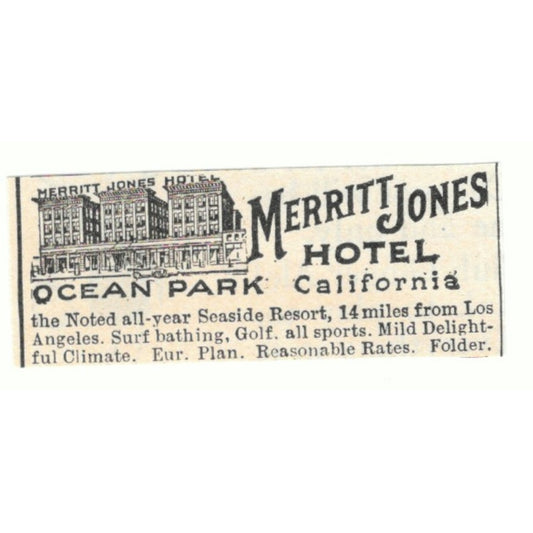 MERRITT JONES HOTEL
MERRITT JONES
HOTEL
OCEAN PARK California
the Noted all-year Seaside Resort, 14 miles from Los
Angeles. Surf bathing, Golf. all sports. Mild Delight-
ful Climate. Eur. Plan. Reasonable Rates. Folder.